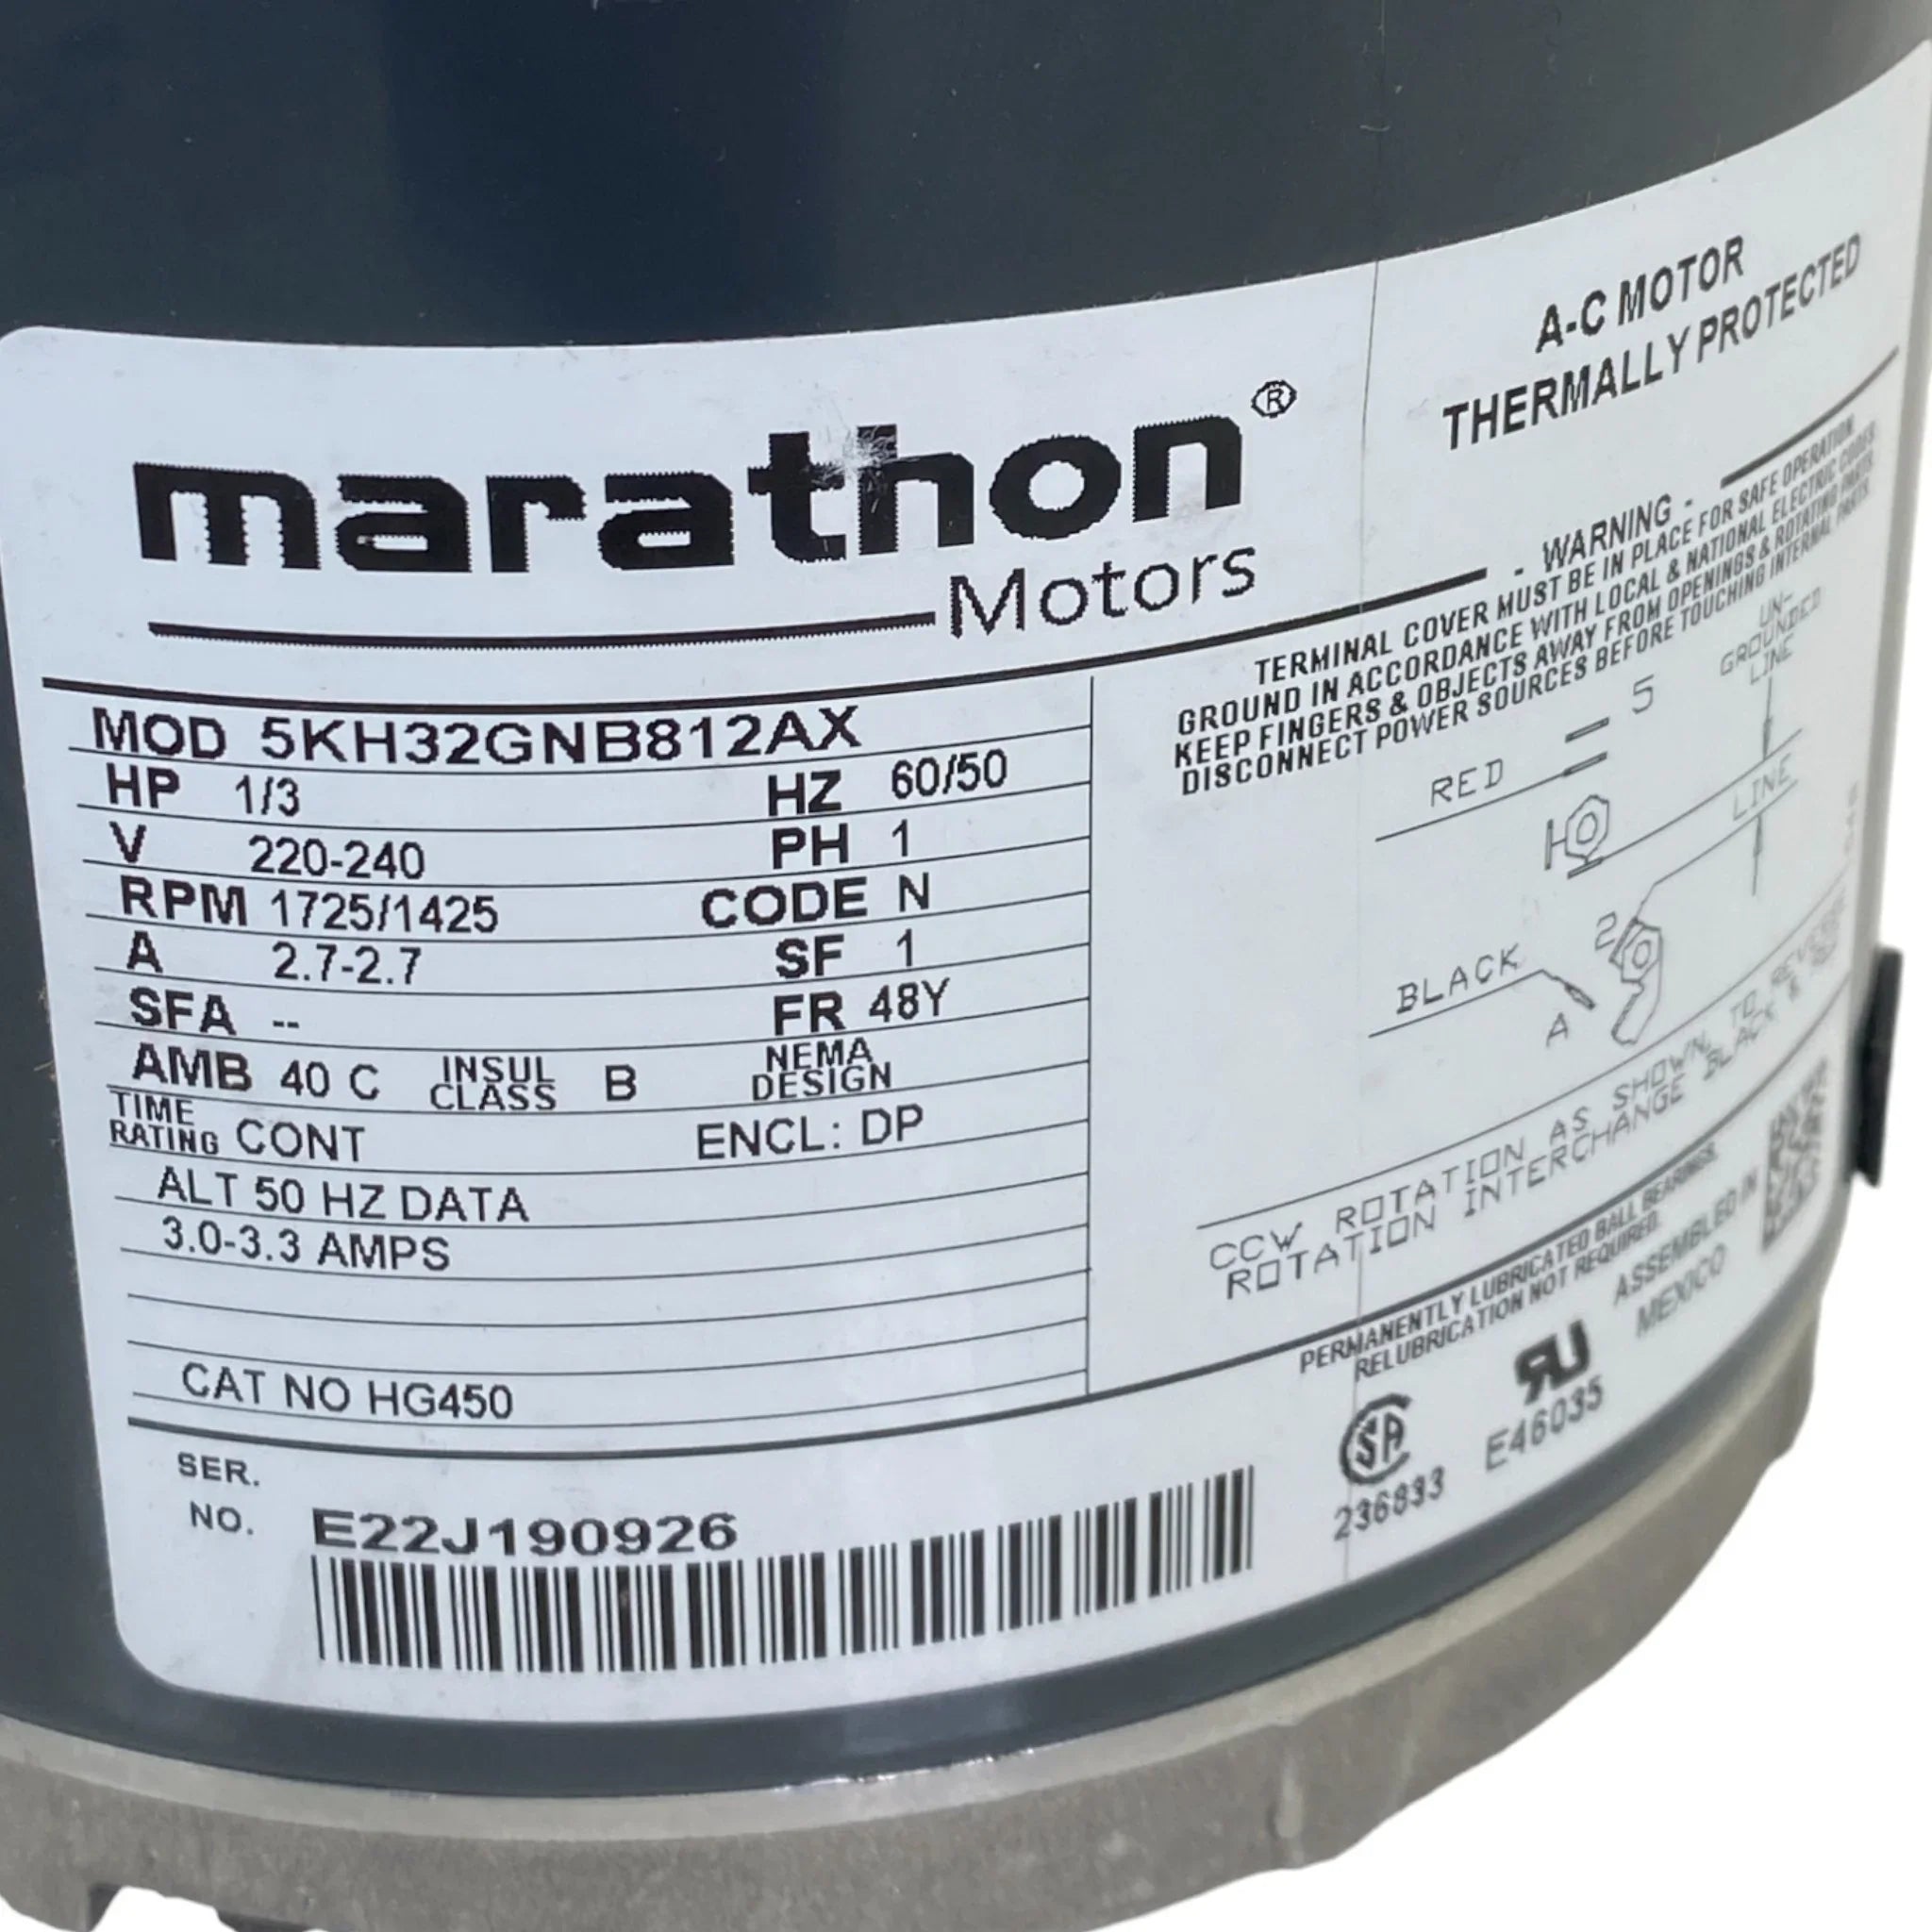 marathon®
Motors
MOD 5KH32GNB812AX
HP 1/3 HZ 60/50
V 220-240 PH 1
RPM 1725/1425 CODE N
A 2.7-2.7 SF 1
SFA -- FR 48Y
AMB 40 C INSUL CLASS B NEMA DESIGN
TIME RATING CONT ENCL: DP
ALT 50 HZ DATA
3.0-3.3 AMPS
CAT NO HG450
SER.
NO. E22J190926
A-C MOTOR
THERMALLY PROTECTED
- WARNING -
TERMINAL COVER MUST BE IN PLACE FOR SAFE OPERATION
GROUND IN ACCORDANCE WITH LOCAL & NATIONAL ELECTRIC CODES
KEEP FINGERS & OBJECTS AWAY FROM OPENINGS & ROTATING PARTS
DISCONNECT POWER SOURCES BEFORE TOUCHING INTERNAL PARTS
UN-
GROUNDED
LINE
5
RED
1
LINE
2
BLACK
A
CCW ROTATION AS SHOWN, TO REVERSE
ROTATION INTERCHANGE BLACK & RED
PERMANENTLY LUBRICATED BALL BEARINGS.
RELUBRICATION NOT REQUIRED.
ASSEMBLED IN
MEXICO
SA
236833
RU
E46035